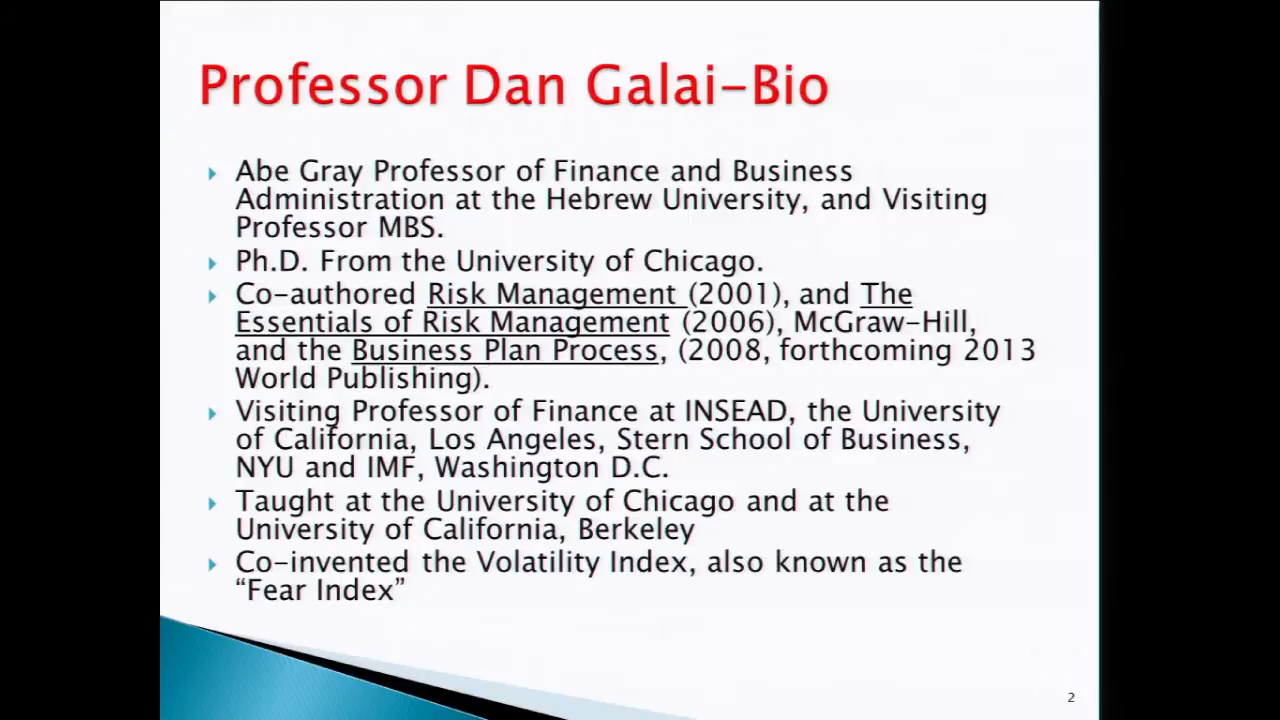 Professor Dan Galai-Bio
Abe Gray Professor of Finance and Business
Administration at the Hebrew University, and Visiting
Professor MBS.
Ph.D. From the University of Chicago.
Co-authored Risk Management (2001), and The
Essentials of Risk Management (2006), McGraw-Hill,
and the Business Plan Process, (2008, forthcoming 2013
World Publishing).
Visiting Professor of Finance at INSEAD, the University
of California, Los Angeles, Stern School of Business,
NYU and IMF, Washington D.C.
Taught at the University of Chicago and at the
University of California, Berkeley
Co-invented the Volatility Index, also known as the
“Fear Index”
2